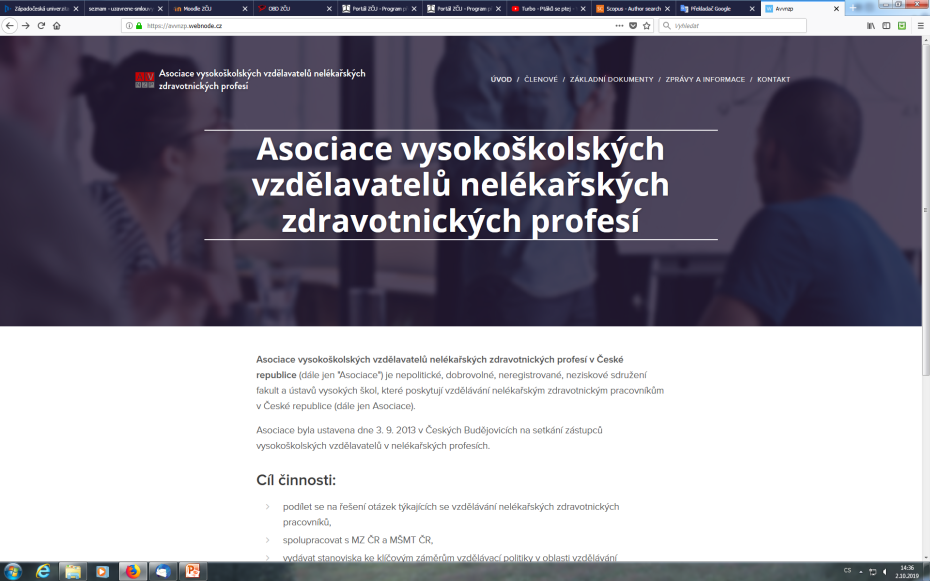 Západočeská univerzita
seznam - uzavrene-smlouv
Moodle ZČU
OBD ZČU
Portál ZČU - Program př
Portál ZČU - Program př
Turbo - Ptáků se ptej -
Scopus - Author search
Překladač Google
Avvnzp
https://avvnzp.webnode.cz
Vyhledat
Asociace vysokoškolských vzdělavatelů nelékařských
zdravotnických profesí
ÚVOD / ČLENOVÉ / ZÁKLADNÍ DOKUMENTY / ZPRÁVY A INFORMACE / KONTAKT
Asociace vysokoškolských
vzdělavatelů nelékařských
zdravotnických profesí
Asociace vysokoškolských vzdělavatelů nelékařských zdravotnických profesí v České
republice (dále jen "Asociace") je nepolitické, dobrovolné, neregistrované, neziskové sdružení
fakult a ústavů vysokých škol, které poskytují vzdělávání nelékařským zdravotnickým pracovníkům
v České republice (dále jen Asociace).
Asociace byla ustavena dne 3. 9. 2013 v Českých Budějovicích na setkání zástupců
vysokoškolských vzdělavatelů v nelékařských profesích.
Cíl činnosti:
podílet se na řešení otázek týkajících se vzdělávání nelékařských zdravotnických
pracovníků,
spolupracovat s MZ ČR a MŠMT ČR,
vydávat stanoviska ke klíčovým záměrům vzdělávací politiky v oblasti vzdělávání
CS
14:36
2.10.2019